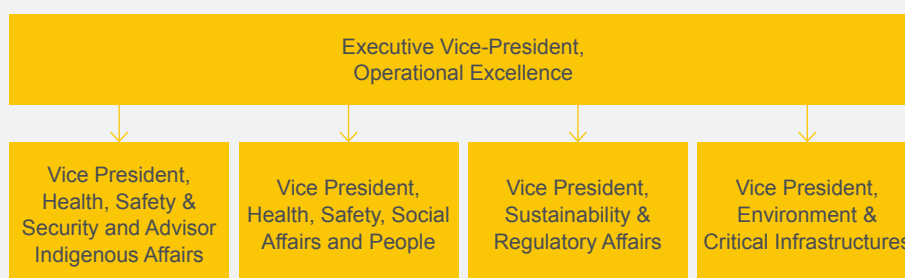 Executive Vice-President,
Operational Excellence
Vice President,
Health, Safety &
Security and Advisor
Indigenous Affairs
Vice President,
Health, Safety, Social
Affairs and People
Vice President,
Sustainability &
Regulatory Affairs
Vice President,
Environment &
Critical Infrastructures